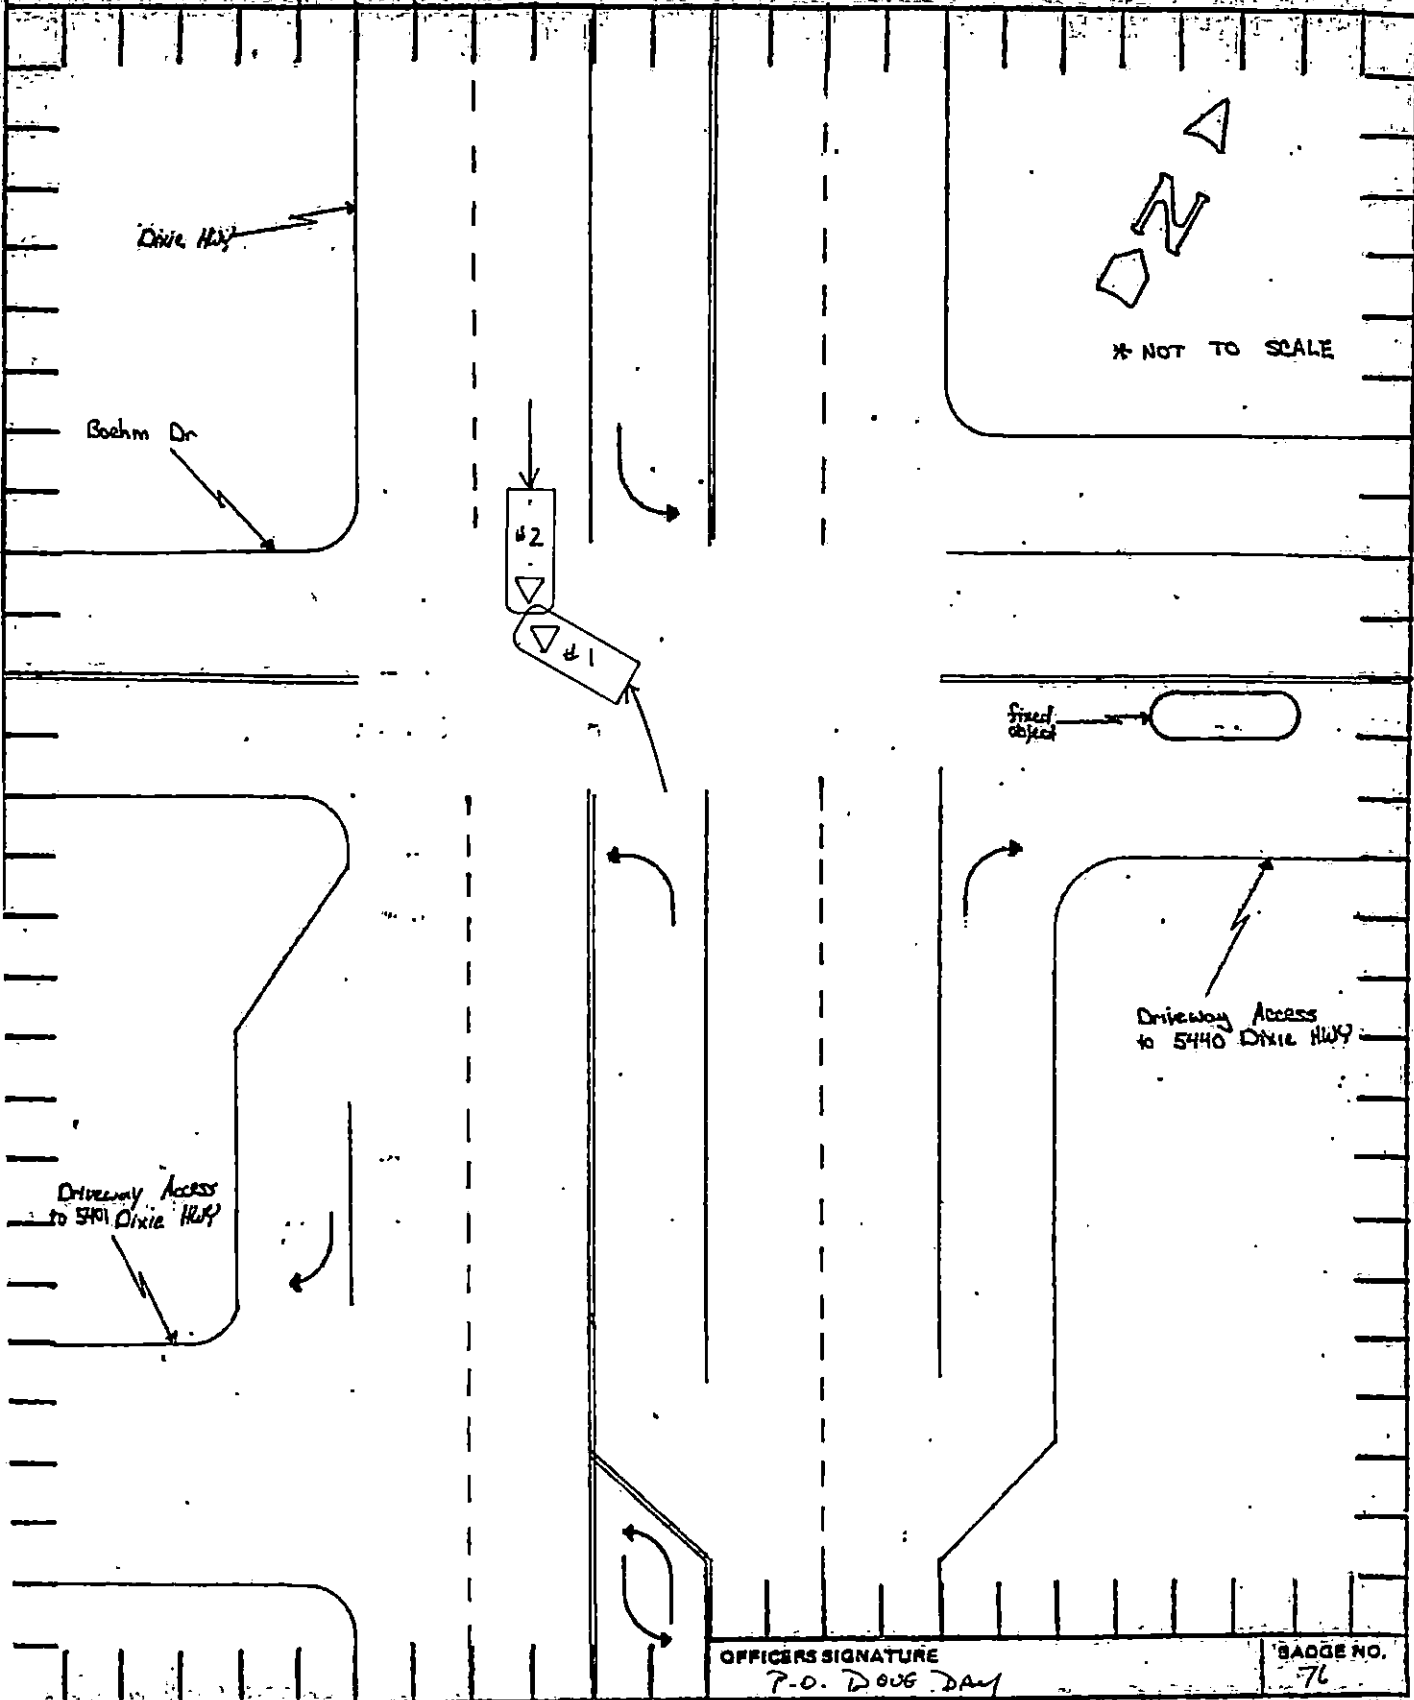 N
Dixie HWY
* NOT TO SCALE
Boehm Dr
#2
#1
fixed
object
Driveway Access
to 5440 Dixie HWY
Driveway Access
to 5401 Dixie HWY
OFFICERS SIGNATURE
P.O. DOUG DAY
BADGE NO.
76